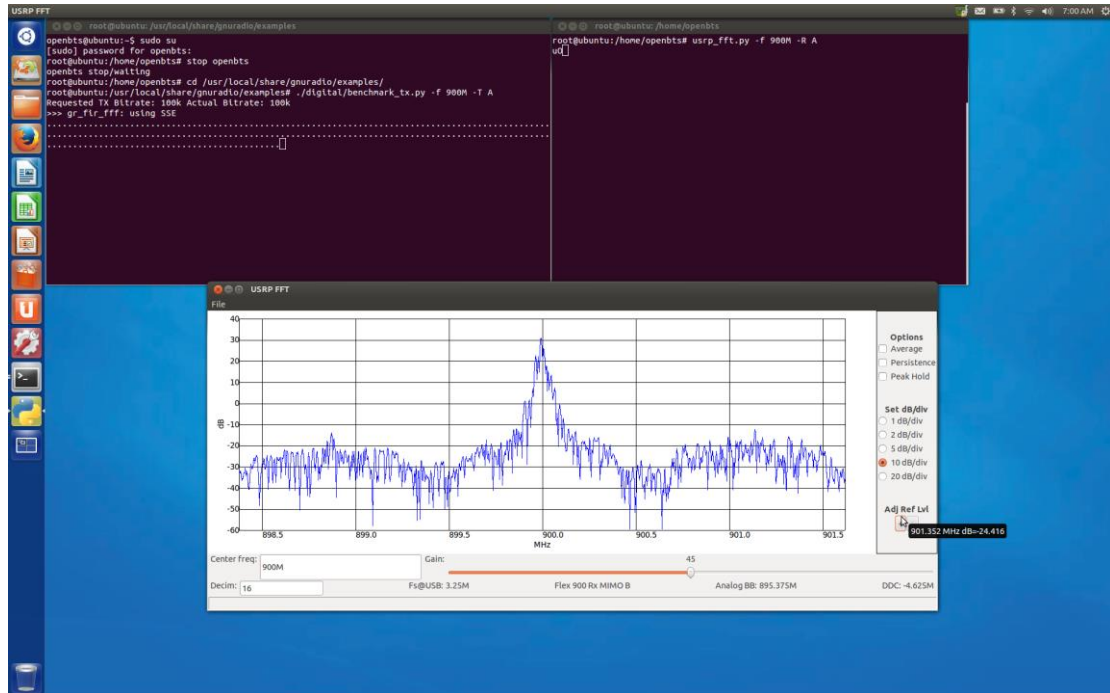 USRP FFT
7:00 AM
root@ubuntu: /usr/local/share/gnuradio/examples
openbts@ubuntu:~$ sudo su
[sudo] password for openbts:
root@ubuntu:/home/openbts# stop openbts
openbts stop/waiting
root@ubuntu:/home/openbts# cd /usr/local/share/gnuradio/examples/
root@ubuntu:/usr/local/share/gnuradio/examples# ./digital/benchmark_tx.py -f 900M -T A
Requested TX Bitrate: 100k Actual Bitrate: 100k
>>> gr_fir_fff: using SSE
root@ubuntu: /home/openbts
root@ubuntu:/home/openbts# usrp_fft.py -f 900M -R A
uO
USRP FFT
File
40
30
20
10
0
-10
-20
-30
-40
-50
-60
dB
898.5 899.0 899.5 900.0 900.5 901.0 901.5
MHz
Options
Average
Persistence
Peak Hold
Set dB/div
1 dB/div
2 dB/div
5 dB/div
10 dB/div
20 dB/div
Adj Ref Lvl
901.352 MHz dB=-24.416
Center freq: 900M Gain: 45
Decim: 16 Fs@USB: 3.25M Flex 900 Rx MIMO B Analog BB: 895.375M DDC: -4.625M